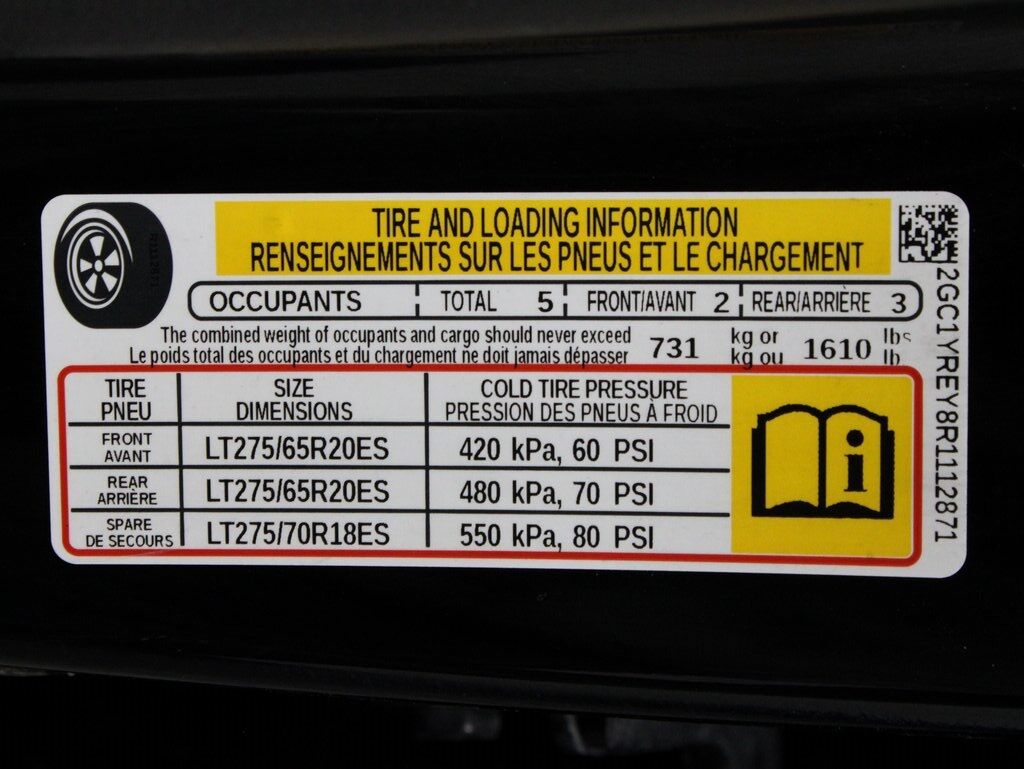 TIRE AND LOADING INFORMATION
RENSEIGNEMENTS SUR LES PNEUS ET LE CHARGEMENT
OCCUPANTS TOTAL 5 FRONT/AVANT 2 REAR/ARRIÈRE 3
The combined weight of occupants and cargo should never exceed 731 kg or 1610 lbs
Le poids total des occupants et du chargement ne doit jamais dépasser kg ou lb
TIRE SIZE COLD TIRE PRESSURE
PNEU DIMENSIONS PRESSION DES PNEUS À FROID
FRONT
AVANT
LT275/65R20ES 420 kPa, 60 PSI
REAR
ARRIÈRE
LT275/65R20ES 480 kPa, 70 PSI
SPARE
DE SECOURS
LT275/70R18ES 550 kPa, 80 PSI
2GC1YREY8R1112871